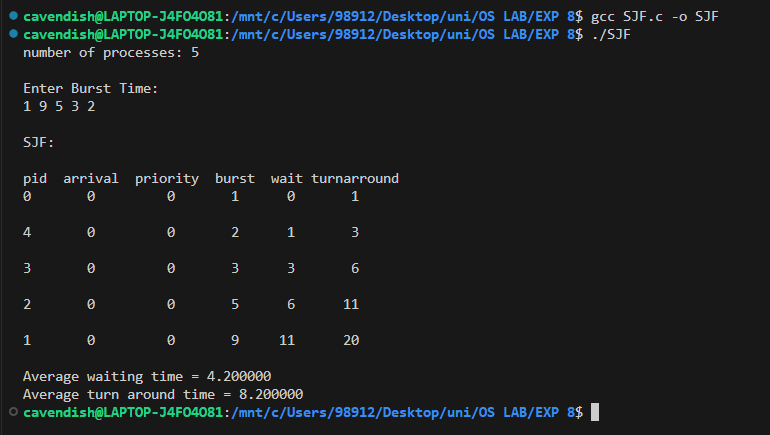 cavendish@LAPTOP-J4FO4O81:/mnt/c/Users/98912/Desktop/uni/OS LAB/EXP 8$ gcc SJF.c -o SJF
cavendish@LAPTOP-J4FO4O81:/mnt/c/Users/98912/Desktop/uni/OS LAB/EXP 8$ ./SJF
number of processes: 5
Enter Burst Time:
1 9 5 3 2
SJF:
pid arrival priority burst wait turnarround
0 0 0 1 0 1
4 0 0 2 1 3
3 0 0 3 3 6
2 0 0 5 6 11
1 0 0 9 11 20
Average waiting time = 4.200000
Average turn around time = 8.200000
cavendish@LAPTOP-J4FO4O81:/mnt/c/Users/98912/Desktop/uni/OS LAB/EXP 8$